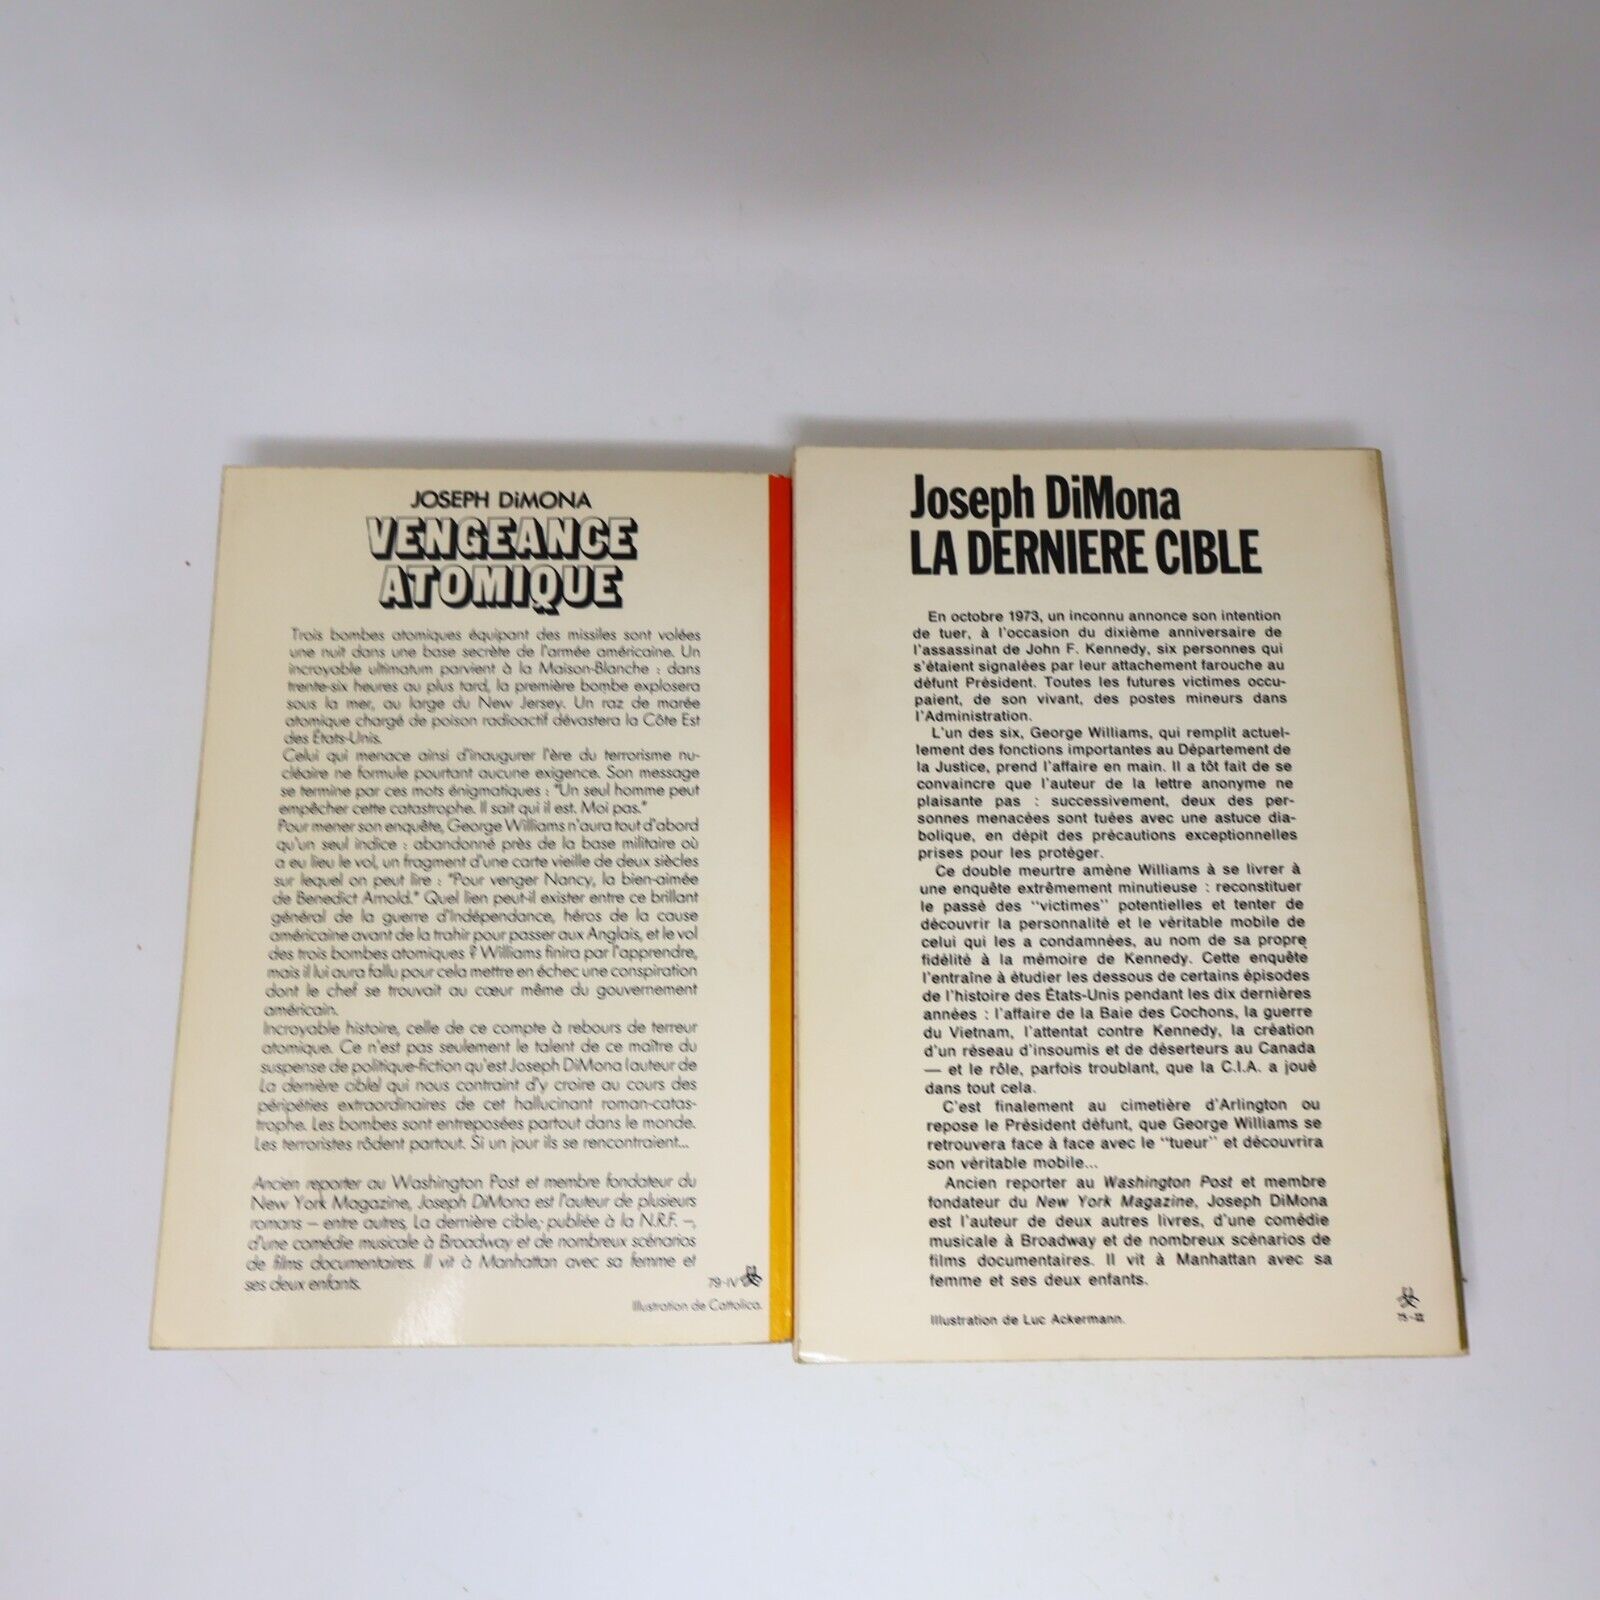 JOSEPH DiMONA
VENGEANCE
ATOMIQUE
Trois bombes atomiques équipant des missiles sont volées
une nuit dans une base secrète de l'armée américaine. Un
incroyable ultimatum parvient à la Maison-Blanche : dans
trente-six heures au plus tard, la première bombe explosera
sous la mer, au large du New Jersey. Un raz de marée
atomique chargé de poison radioactif dévastera la Côte Est
des États-Unis.
Celui qui menace ainsi d'inaugurer l'ère du terrorisme nu-
cléaire ne formule pourtant aucune exigence. Son message
se termine par ces mots énigmatiques : "Un seul homme peut
empêcher cette catastrophe. Il sait qui il est. Moi pas."
Pour mener son enquête, George Williams n'aura tout d'abord
qu'un seul indice : abandonné près de la base militaire où
a eu lieu le vol, un fragment d'une carte vieille de deux siècles
sur lequel on peut lire : "Pour venger Nancy, la bien-aimée
de Benedict Arnold." Quel lien peut-il exister entre ce brillant
général de la guerre d'Indépendance, héros de la cause
américaine avant de la trahir pour passer aux Anglais, et le vol
des trois bombes atomiques ? Williams finira par l'apprendre,
mais il lui aura fallu pour cela mettre en échec une conspiration
dont le chef se trouvait au cœur même du gouvernement
américain.
Incroyable histoire, celle de ce compte à rebours de terreur
atomique. Ce n'est pas seulement le talent de ce maître du
suspense de politique-fiction qu'est Joseph DiMona (auteur de
La dernière cible) qui nous contraint d'y croire au cours des
péripéties extraordinaires de cet hallucinant roman-catas-
trophe. Les bombes sont entreposées partout dans le monde.
Les terroristes rôdent partout. Si un jour ils se rencontraient...
Ancien reporter au Washington Post et membre fondateur du
New York Magazine, Joseph DiMona est l'auteur de plusieurs
romans – entre autres, La dernière cible, publiée à la N.R.F. –,
d'une comédie musicale à Broadway et de nombreux scénarios
de films documentaires. Il vit à Manhattan avec sa femme et
ses deux enfants.
79-IV
Illustration de Cattolica.
Joseph DiMona
LA DERNIERE CIBLE
En octobre 1973, un inconnu annonce son intention
de tuer, à l'occasion du dixième anniversaire de
l'assassinat de John F. Kennedy, six personnes qui
s'étaient signalées par leur attachement farouche au
défunt Président. Toutes les futures victimes occu-
paient, de son vivant, des postes mineurs dans
l'Administration.
L'un des six, George Williams, qui remplit actuel-
lement des fonctions importantes au Département de
la Justice, prend l'affaire en main. Il a tôt fait de se
convaincre que l'auteur de la lettre anonyme ne
plaisante pas : successivement, deux des per-
sonnes menacées sont tuées avec une astuce dia-
bolique, en dépit des précautions exceptionnelles
prises pour les protéger.
Ce double meurtre amène Williams à se livrer à
une enquête extrêmement minutieuse : reconstituer
le passé des "victimes" potentielles et tenter de
découvrir la personnalité et le véritable mobile de
celui qui les a condamnées, au nom de sa propre
fidélité à la mémoire de Kennedy. Cette enquête
l'entraîne à étudier les dessous de certains épisodes
de l'histoire des États-Unis pendant les dix dernières
années : l'affaire de la Baie des Cochons, la guerre
du Vietnam, l'attentat contre Kennedy, la création
d'un réseau d'insoumis et de déserteurs au Canada
— et le rôle, parfois troublant, que la C.I.A. a joué
dans tout cela.
C'est finalement au cimetière d'Arlington ou
repose le Président défunt, que George Williams se
retrouvera face à face avec le "tueur" et découvrira
son véritable mobile...
Ancien reporter au Washington Post et membre
fondateur du New York Magazine, Joseph DiMona
est l'auteur de deux autres livres, d'une comédie
musicale à Broadway et de nombreux scénarios de
films documentaires. Il vit à Manhattan avec sa
femme et ses deux enfants.
Illustration de Luc Ackermann.